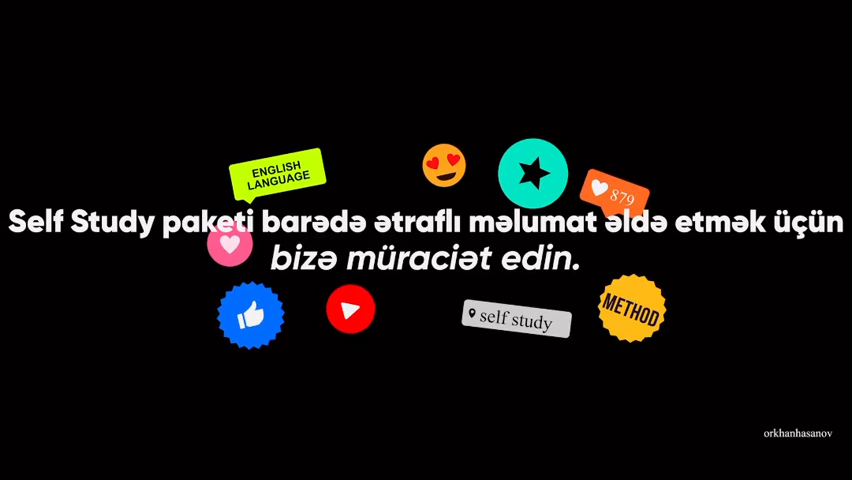 ENGLISH
LANGUAGE
879
Self Study paketi barədə ətraflı məlumat əldə etmək üçün
bizə müraciət edin.
self study
METHOD
orkhanhasanov